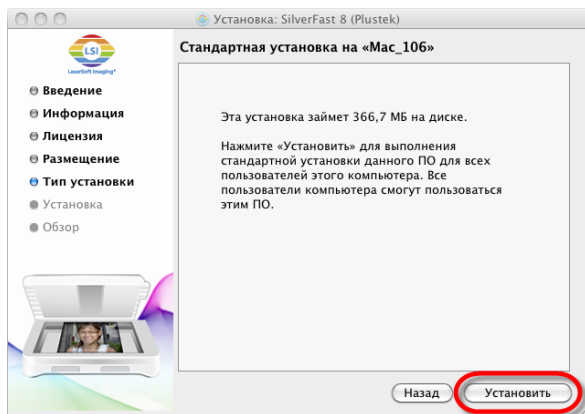 Установка: SilverFast 8 (Plustek)
LSI
LaserSoft Imaging
Стандартная установка на «Mac_106»
Введение
Информация
Лицензия
Размещение
Тип установки
Установка
Обзор
Эта установка займет 366,7 МБ на диске.
Нажмите «Установить» для выполнения
стандартной установки данного ПО для всех
пользователей этого компьютера. Все
пользователи компьютера смогут пользоваться
этим ПО.
Назад
Установить